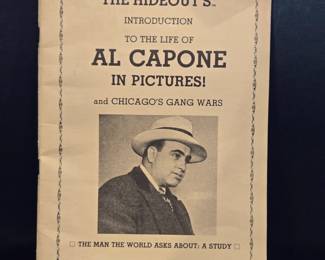 THE HIDEOUT'S™
INTRODUCTION
TO THE LIFE OF
AL CAPONE
IN PICTURES!
and CHICAGO'S GANG WARS
□ THE MAN THE WORLD ASKS ABOUT: A STUDY □